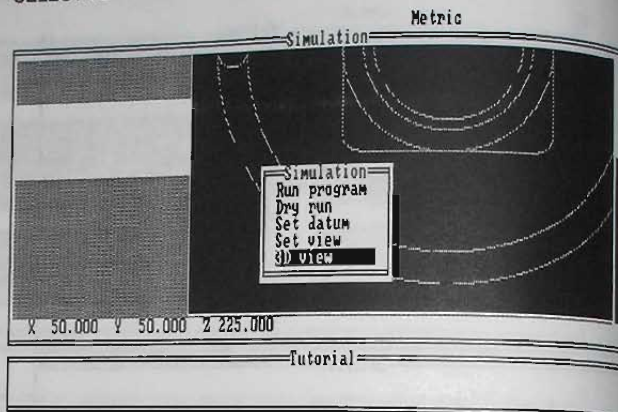 Metric
Simulation
Simulation
Run program
Dry run
Set datum
Set view
3D view
X 50.000 Y 50.000 Z 225.000
Tutorial